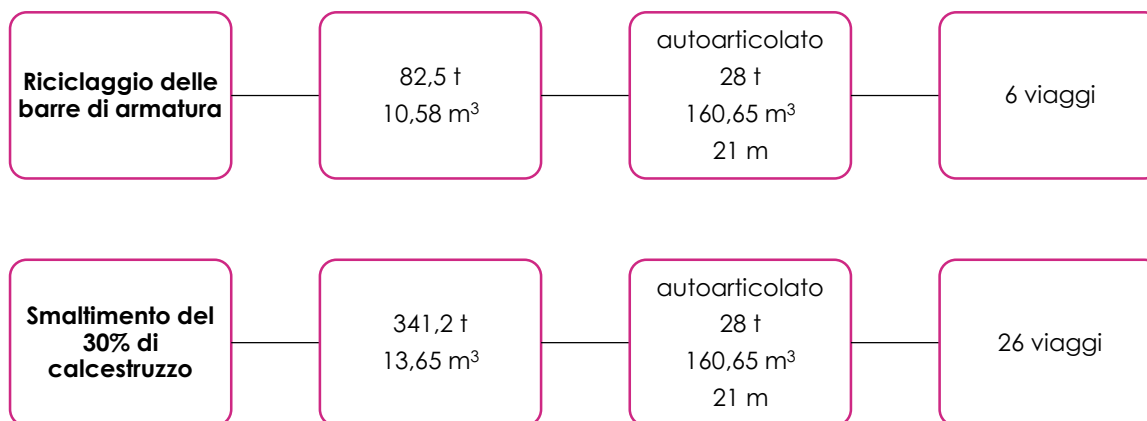 Riciclaggio delle
barre di armatura
82,5 t
10,58 m³
autoarticolato
28 t
160,65 m³
21 m
6 viaggi
Smaltimento del
30% di
calcestruzzo
341,2 t
13,65 m³
autoarticolato
28 t
160,65 m³
21 m
26 viaggi